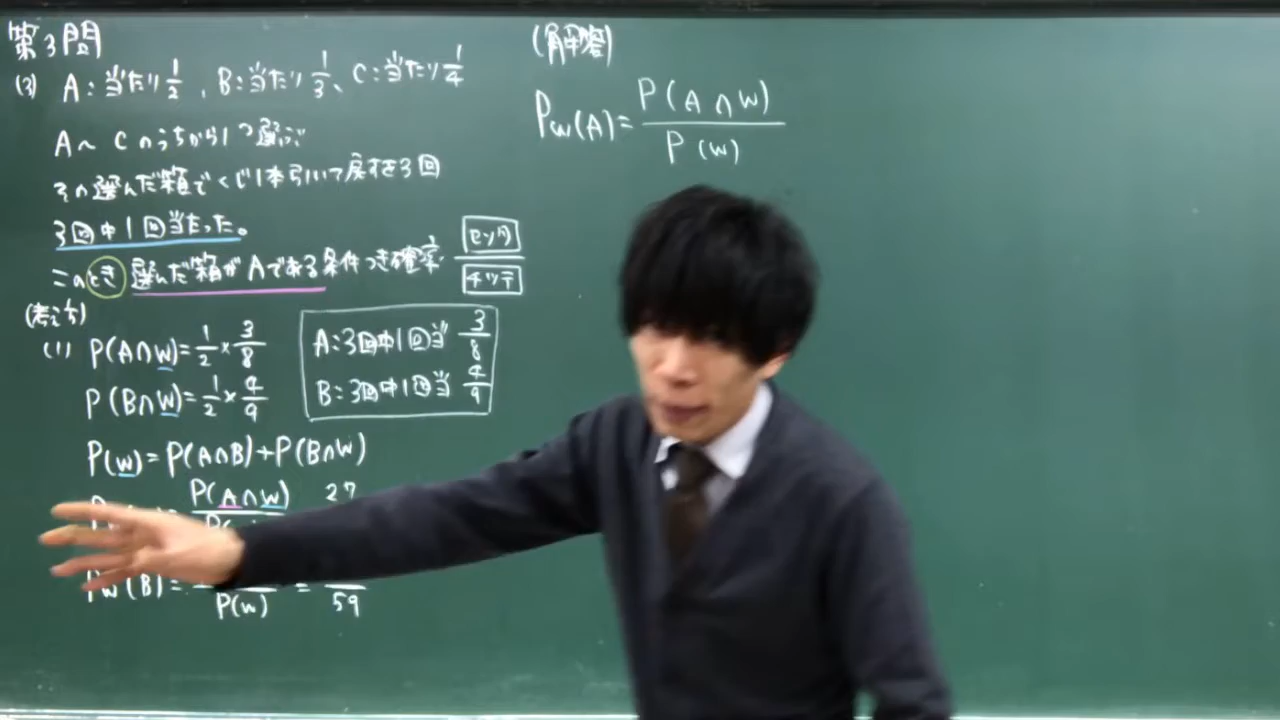 第3問
(3) A:当たり1/2, B:当たり1/3、C:当たり1/4
A〜Cのうちから1つ選ぶ
その選んだ箱でくじ1本引いて戻すを3回
3回中1回当たった。
このとき選んだ箱がAである条件つき確率 セソタ/チツテ
(考え方)
(1) P(A∩W)=1/2×3/8
P(B∩W)=1/2×4/9
P(W)=P(A∩B)+P(B∩W)
P(A∩W) 27
PW(B)= /P(W) = /59
A:3回中1回当 3/8
B:3回中1回当 4/9
(解答)
PW(A)=P(A∩W)/P(W)